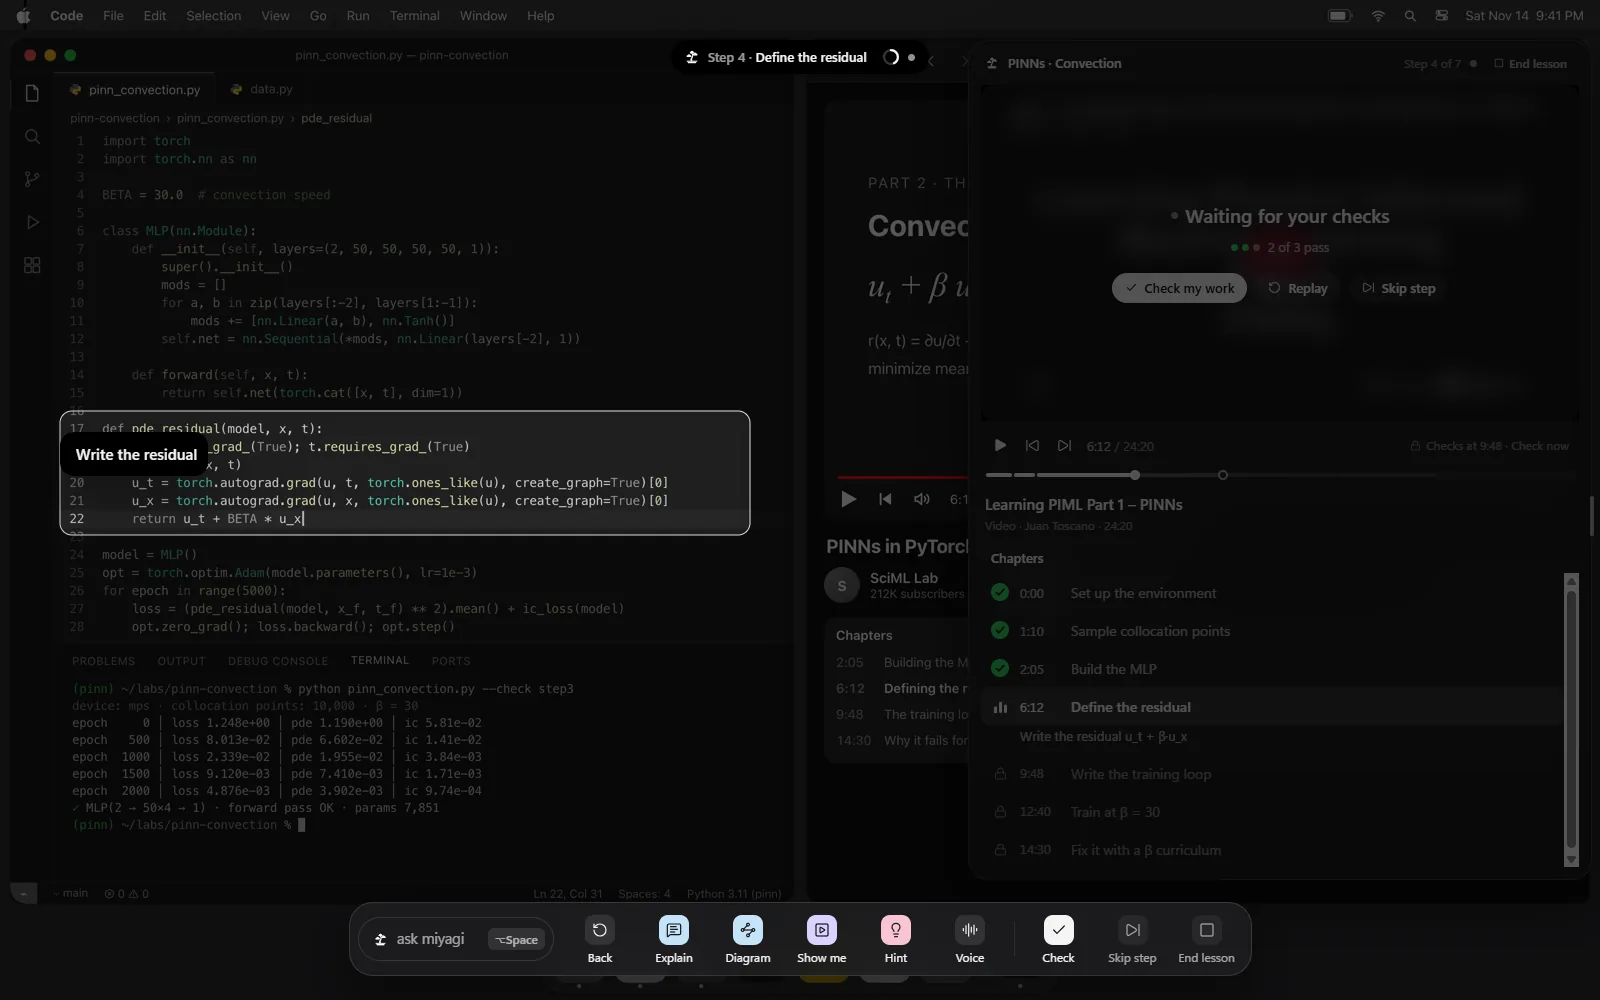 Code File Edit Selection View Go Run Terminal Window Help
Sat Nov 14 9:41 PM
pinn_convection.py — pinn-convection
Step 4 · Define the residual
pinn_convection.py data.py
pinn-convection › pinn_convection.py › pde_residual
1 import torch
2 import torch.nn as nn
3
4 BETA = 30.0 # convection speed
5
6 class MLP(nn.Module):
7 def __init__(self, layers=(2, 50, 50, 50, 50, 1)):
8 super().__init__()
9 mods = []
10 for a, b in zip(layers[:-2], layers[1:-1]):
11 mods += [nn.Linear(a, b), nn.Tanh()]
12 self.net = nn.Sequential(*mods, nn.Linear(layers[-2], 1))
13
14 def forward(self, x, t):
15 return self.net(torch.cat([x, t], dim=1))
16
17 def pde_residual(model, x, t):
_grad_(True); t.requires_grad_(True)
Write the residual
x, t)
20 u_t = torch.autograd.grad(u, t, torch.ones_like(u), create_graph=True)[0]
21 u_x = torch.autograd.grad(u, x, torch.ones_like(u), create_graph=True)[0]
22 return u_t + BETA * u_x
23
24 model = MLP()
25 opt = torch.optim.Adam(model.parameters(), lr=1e-3)
26 for epoch in range(5000):
27 loss = (pde_residual(model, x_f, t_f) ** 2).mean() + ic_loss(model)
28 opt.zero_grad(); loss.backward(); opt.step()
PROBLEMS OUTPUT DEBUG CONSOLE TERMINAL PORTS
(pinn) ~/labs/pinn-convection % python pinn_convection.py --check step3
device: mps · collocation points: 10,000 · β = 30
epoch 0 | loss 1.248e+00 | pde 1.190e+00 | ic 5.81e-02
epoch 500 | loss 8.013e-02 | pde 6.602e-02 | ic 1.41e-02
epoch 1000 | loss 2.339e-02 | pde 1.955e-02 | ic 3.84e-03
epoch 1500 | loss 9.120e-03 | pde 7.410e-03 | ic 1.71e-03
epoch 2000 | loss 4.876e-03 | pde 3.902e-03 | ic 9.74e-04
✓ MLP(2 → 50×4 → 1) · forward pass OK · params 7,851
(pinn) ~/labs/pinn-convection %
main 0 0 Ln 22, Col 31 Spaces: 4 Python 3.11 (pinn)
PART 2 · TH
Convec
u_t + β u
r(x, t) = ∂u/∂t -
minimize mea
6:1
PINNs in PyTorc
S
SciML Lab
212K subscribers
Chapters
2:05 Building the M
6:12 Defining the r
9:48 The training lo
14:30 Why it fails for
PINNs · Convection Step 4 of 7 End lesson
Waiting for your checks
2 of 3 pass
Check my work Replay Skip step
6:12 / 24:20 Checks at 9:48 · Check now
Learning PIML Part 1 – PINNs
Video · Juan Toscano · 24:20
Chapters
0:00 Set up the environment
1:10 Sample collocation points
2:05 Build the MLP
6:12 Define the residual
Write the residual u_t + β·u_x
9:48 Write the training loop
12:40 Train at β = 30
14:30 Fix it with a β curriculum
ask miyagi ⌥Space
Back Explain Diagram Show me Hint Voice Check Skip step End lesson